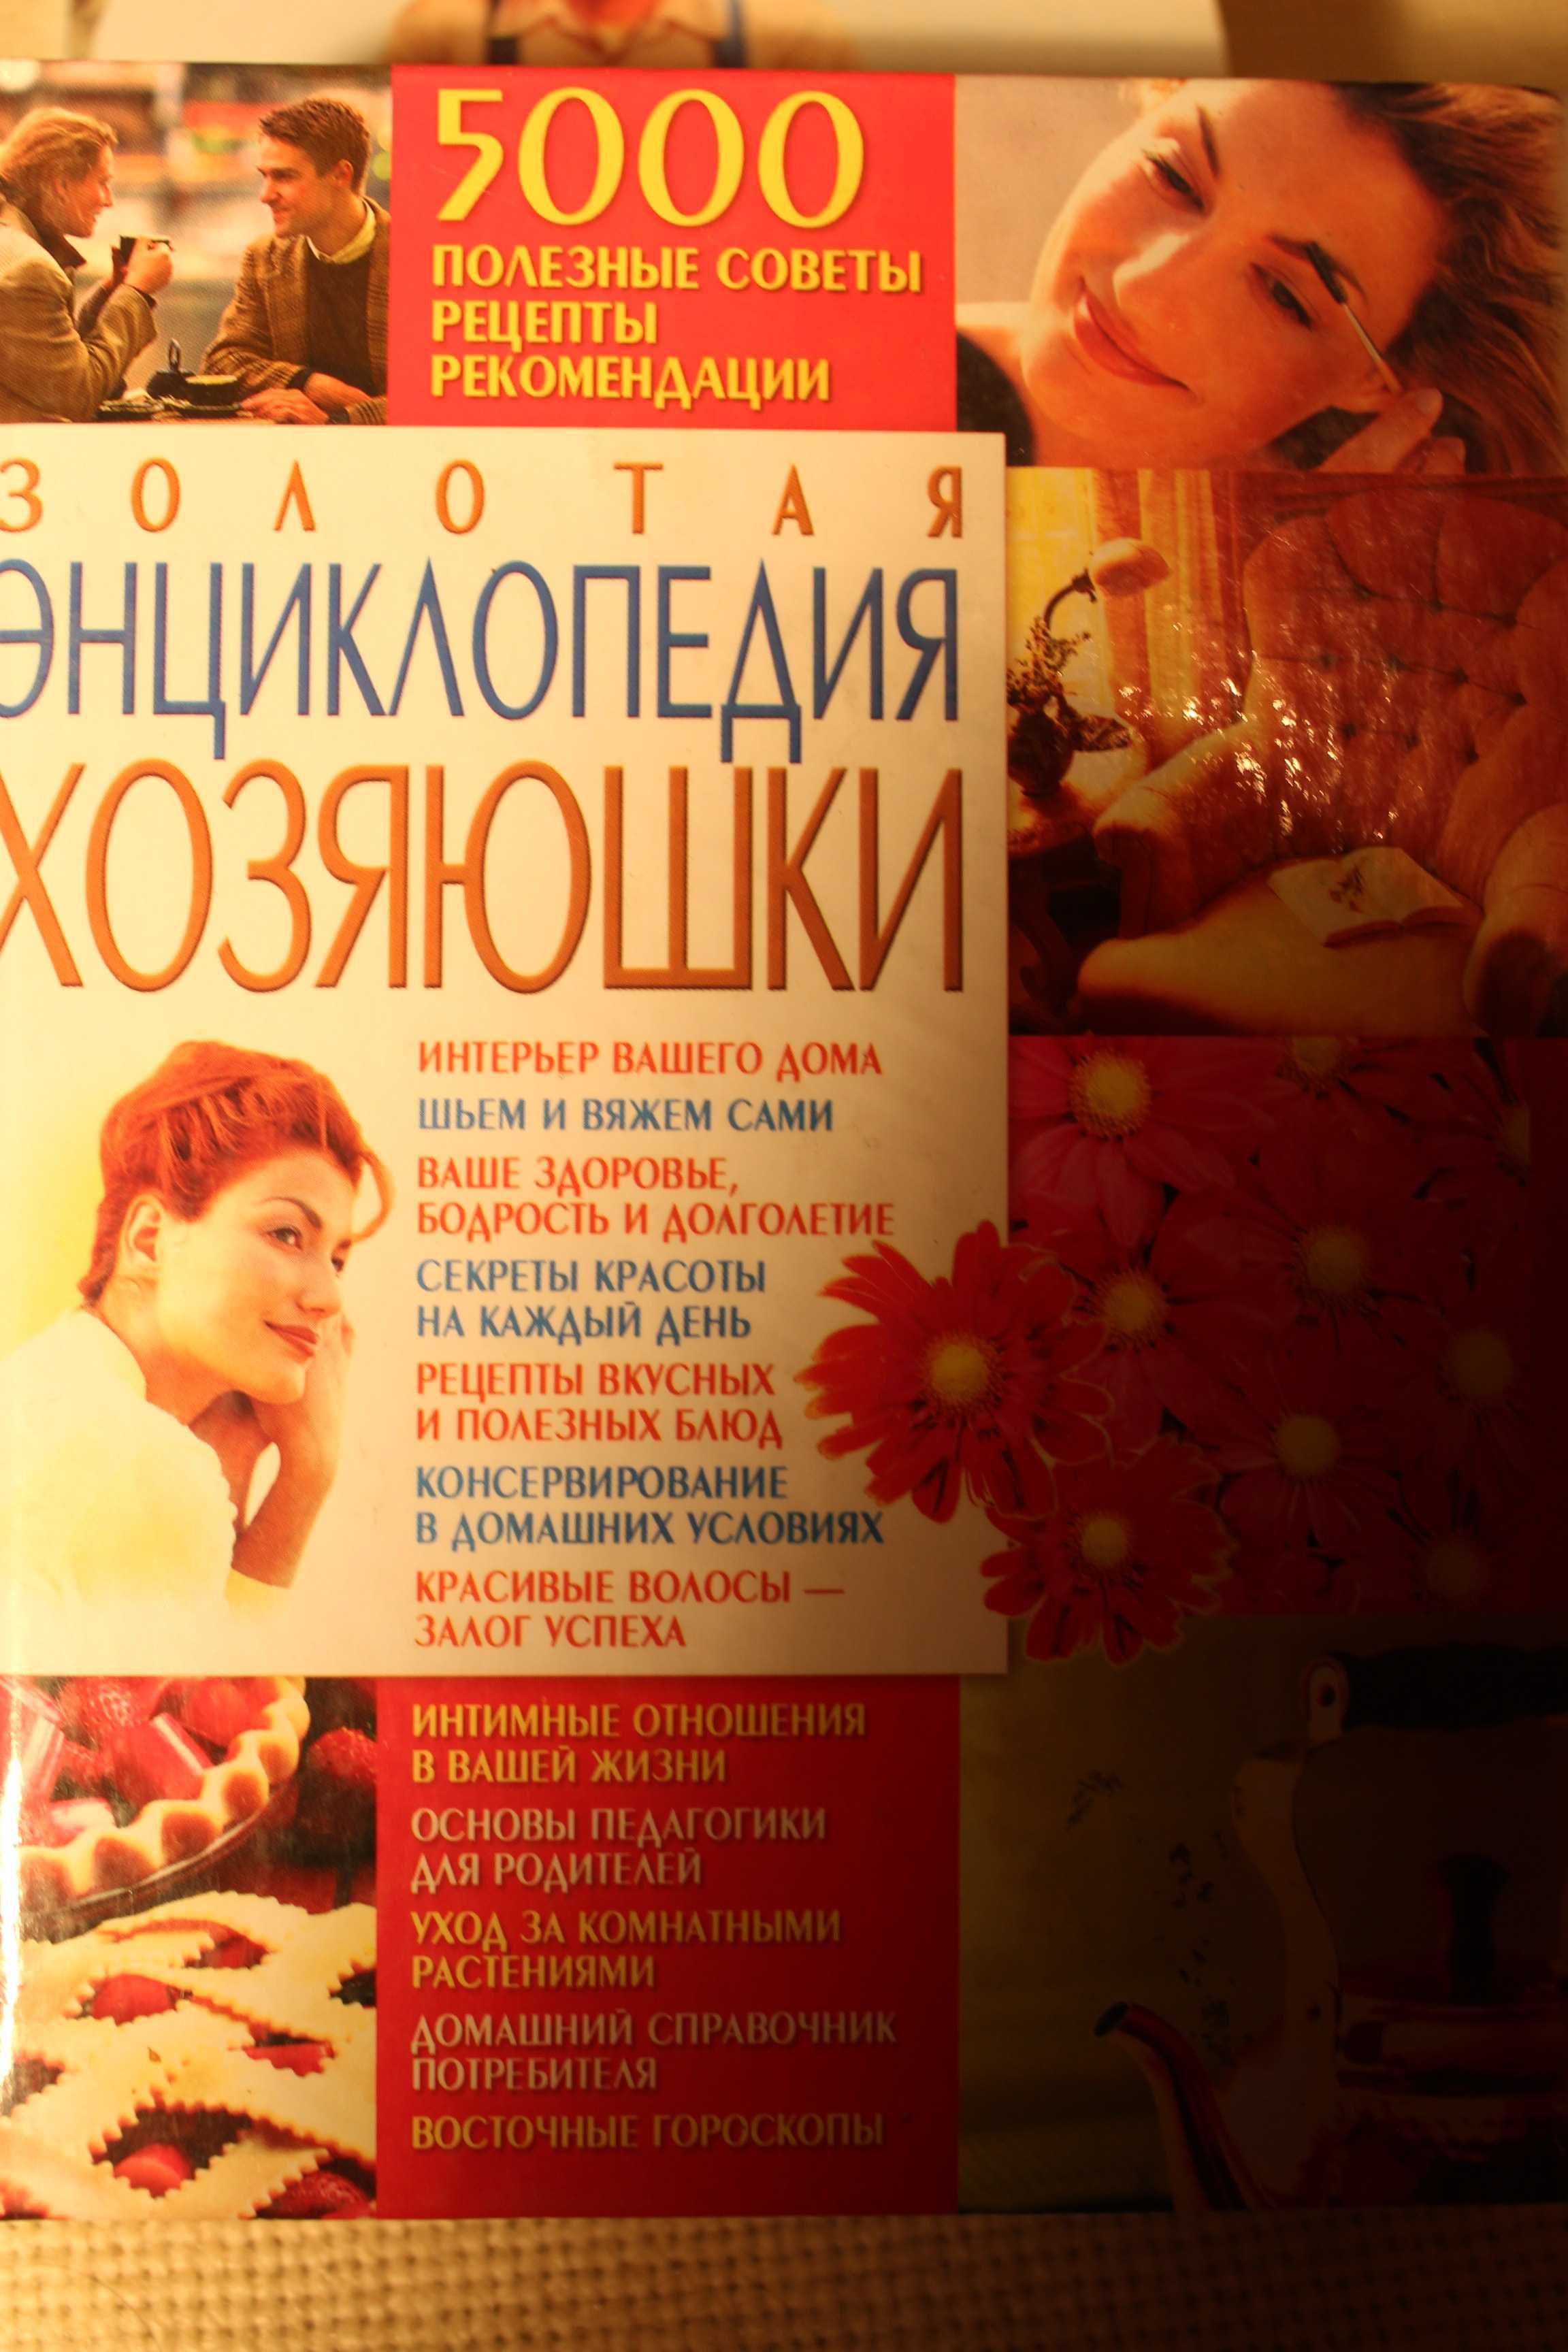 5000
ПОЛЕЗНЫЕ СОВЕТЫ
РЕЦЕПТЫ
РЕКОМЕНДАЦИИ
ЗОЛОТАЯ
ЭНЦИКЛОПЕДИЯ
ХОЗЯЮШКИ
ИНТЕРЬЕР ВАШЕГО ДОМА
ШЬЕМ И ВЯЖЕМ САМИ
ВАШЕ ЗДОРОВЬЕ,
БОДРОСТЬ И ДОЛГОЛЕТИЕ
СЕКРЕТЫ КРАСОТЫ
НА КАЖДЫЙ ДЕНЬ
РЕЦЕПТЫ ВКУСНЫХ
И ПОЛЕЗНЫХ БЛЮД
КОНСЕРВИРОВАНИЕ
В ДОМАШНИХ УСЛОВИЯХ
КРАСИВЫЕ ВОЛОСЫ —
ЗАЛОГ УСПЕХА
ИНТИМНЫЕ ОТНОШЕНИЯ
В ВАШЕЙ ЖИЗНИ
ОСНОВЫ ПЕДАГОГИКИ
ДЛЯ РОДИТЕЛЕЙ
УХОД ЗА КОМНАТНЫМИ
РАСТЕНИЯМИ
ДОМАШНИЙ СПРАВОЧНИК
ПОТРЕБИТЕЛЯ
ВОСТОЧНЫЕ ГОРОСКОПЫ